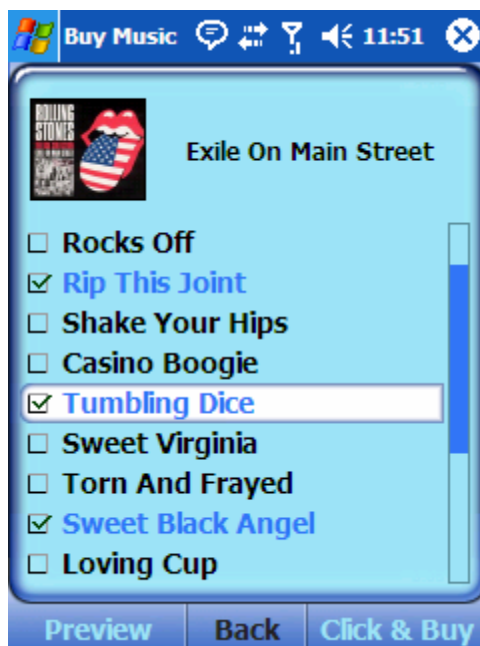 Buy Music 11:51
ROLLING
STONES
Exile On Main Street
Rocks Off
Rip This Joint
Shake Your Hips
Casino Boogie
Tumbling Dice
Sweet Virginia
Torn And Frayed
Sweet Black Angel
Loving Cup
Preview Back Click & Buy